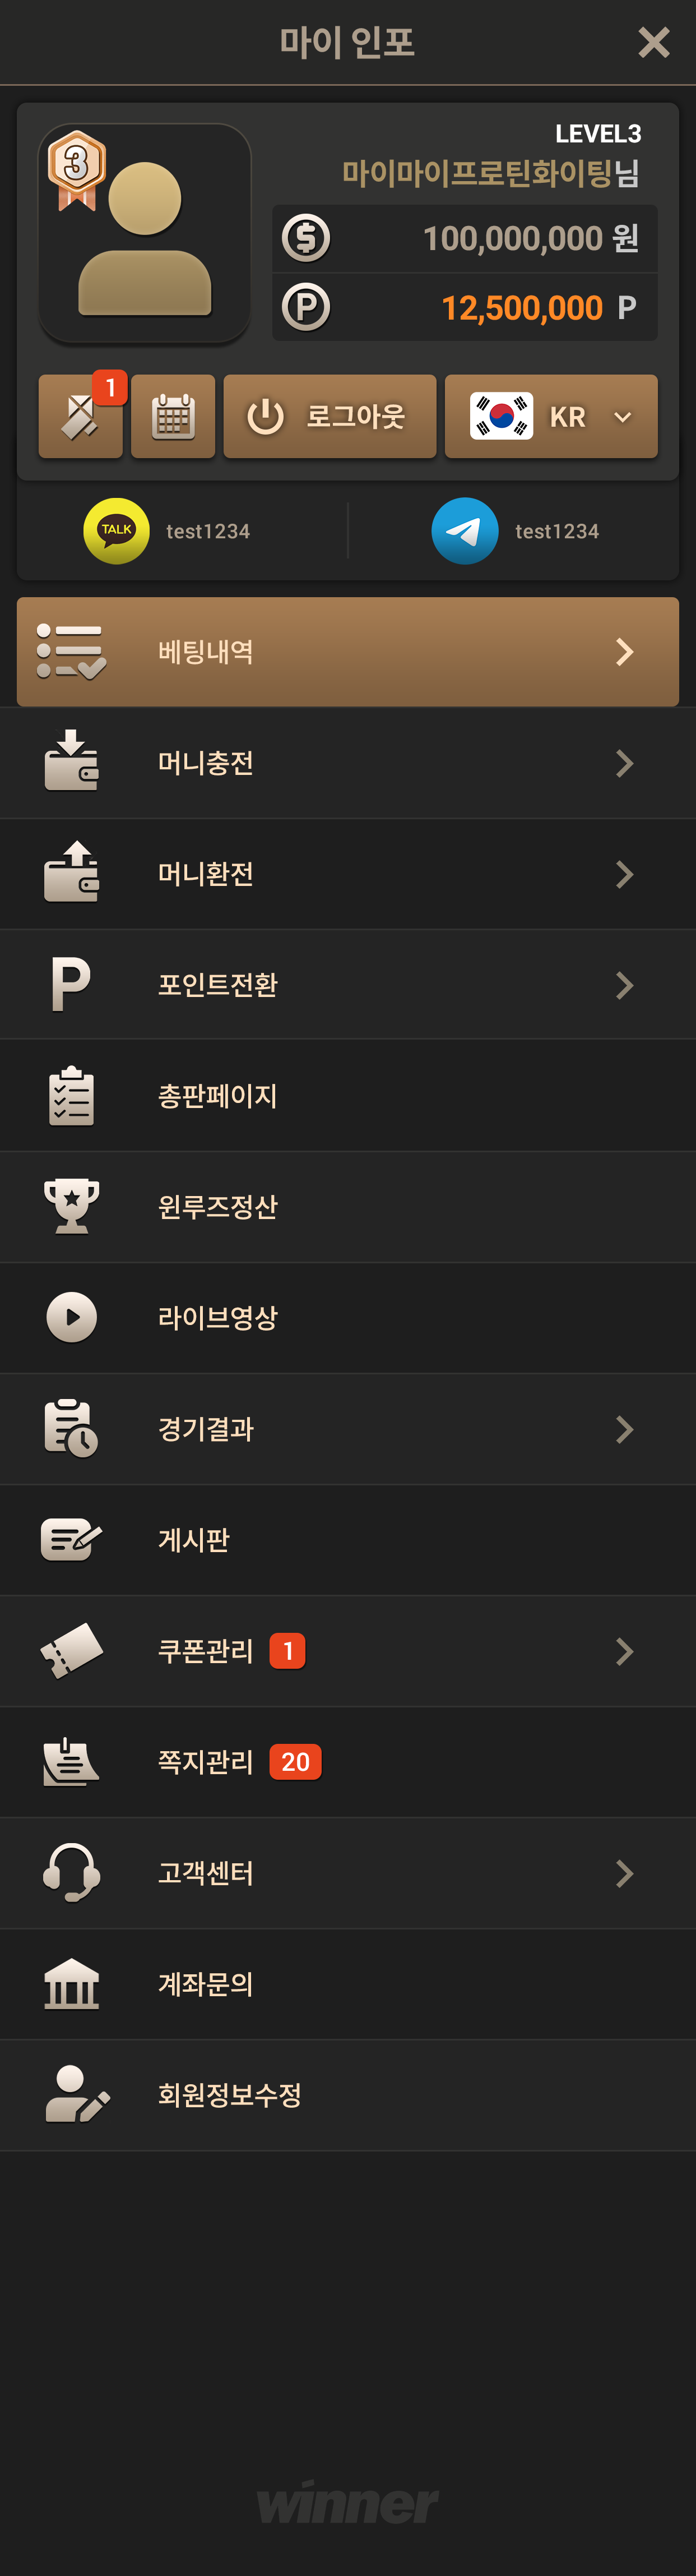 마이 인포
3
LEVEL3
마이마이프로틴화이팅님
$ 100,000,000 원
P 12,500,000 P
1
로그아웃
KR
TALK test1234
test1234
베팅내역
머니충전
머니환전
P 포인트전환
총판페이지
윈루즈정산
라이브영상
경기결과
게시판
쿠폰관리 1
쪽지관리 20
고객센터
계좌문의
회원정보수정
winner